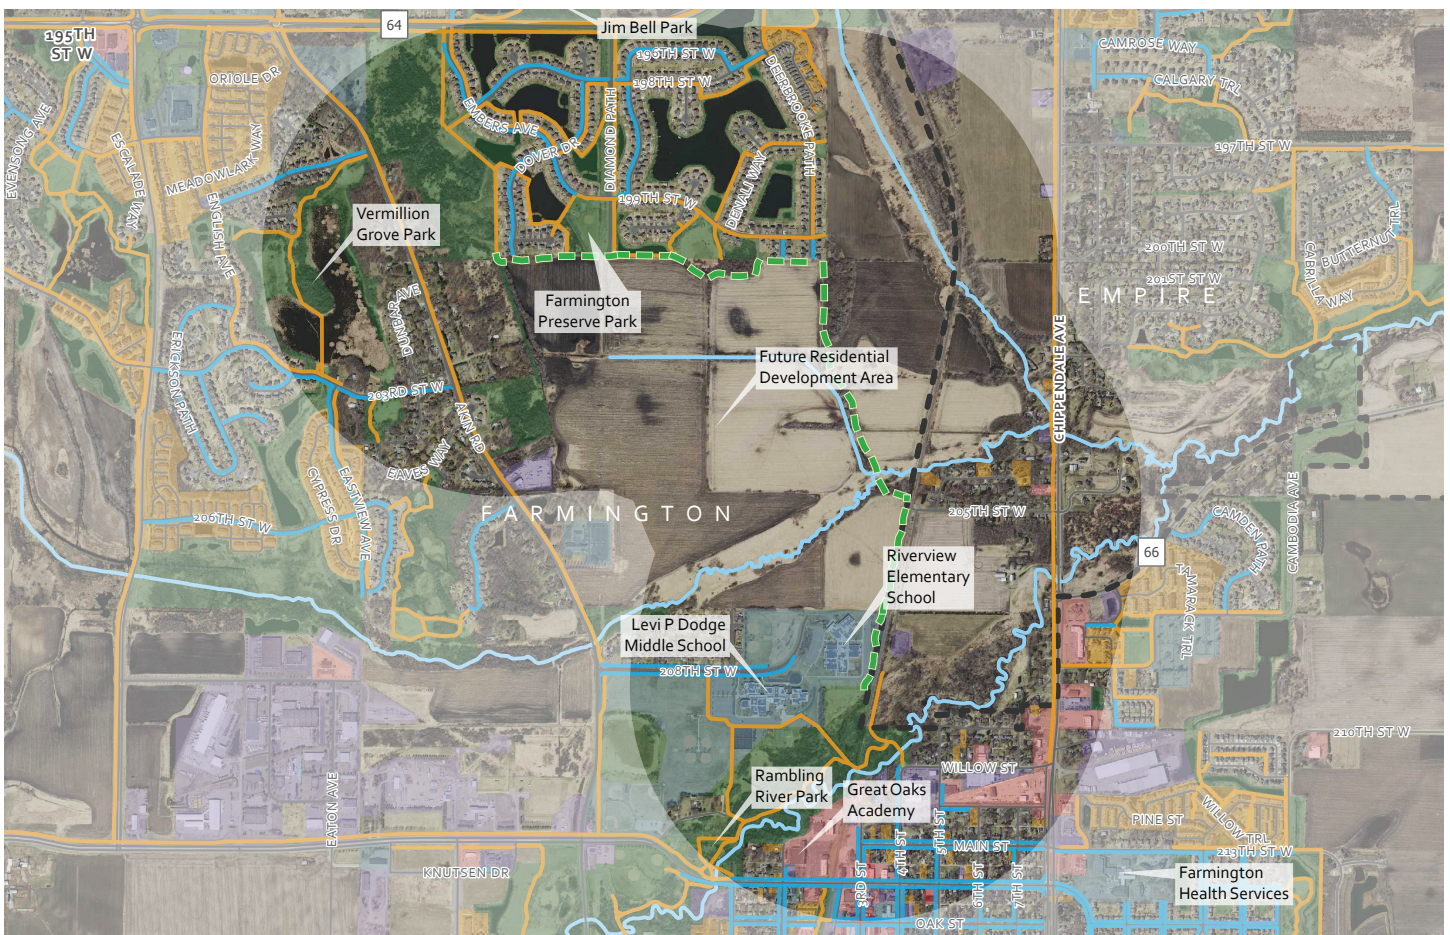 64
Jim Bell Park
195TH
ST W
196TH ST W
CAMROSE WAY
ORIOLE DR
198TH ST W
DEERBROOKE PATH
CALGARY TRL
EVENSONG AVE
EMBERS AVE
DIAMOND PATH
ESCALADE WAY
MEADOWLARK WAY
DOVER DR
197TH ST W
ENGLISH AVE
Vermillion
Grove Park
199TH ST W
DENALI WAY
BUTTERNUT TRL
200TH ST W
CABRILLA WAY
201ST ST W
EMPIRE
Farmington
Preserve Park
DUNBAR AVE
CHIPPENDALE AVE
ERICKSON PATH
Future Residential
Development Area
203RD ST W
AKIN RD
EAVES WAY
CYPRESS DR
EASTVIEW AVE
FARMINGTON
205TH ST W
206TH ST W
CAMDEN PATH
CAMBODIA AVE
66
Riverview
Elementary
School
TAMARACK TRL
Levi P Dodge
Middle School
208TH ST W
210TH ST W
EATON AVE
Rambling
River Park
Great Oaks
Academy
WILLOW ST
PINE ST
WILLOW TRL
5TH ST
4TH ST
MAIN ST
213TH ST W
KNUTSEN DR
3RD ST
6TH ST
7TH ST
Farmington
Health Services
OAK ST